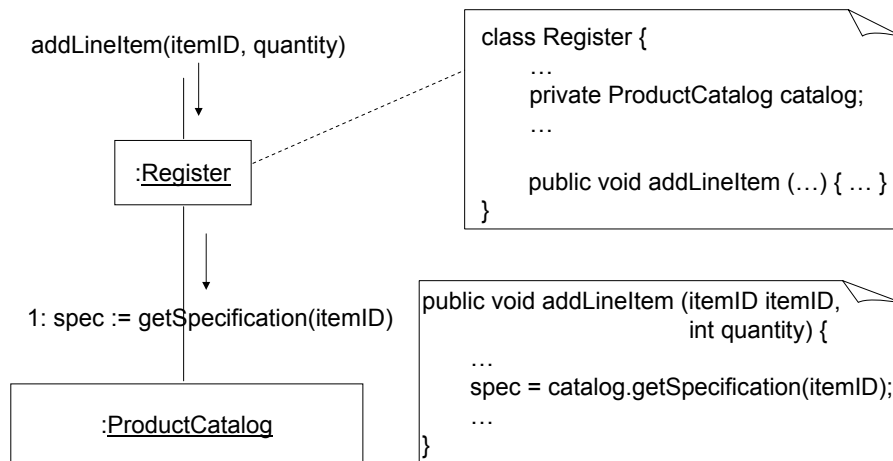 addLineItem(itemID, quantity)
:Register
1: spec := getSpecification(itemID)
:ProductCatalog
class Register {
…
private ProductCatalog catalog;
…
public void addLineItem (…) { … }
}
public void addLineItem (itemID itemID,
int quantity) {
…
spec = catalog.getSpecification(itemID);
…
}